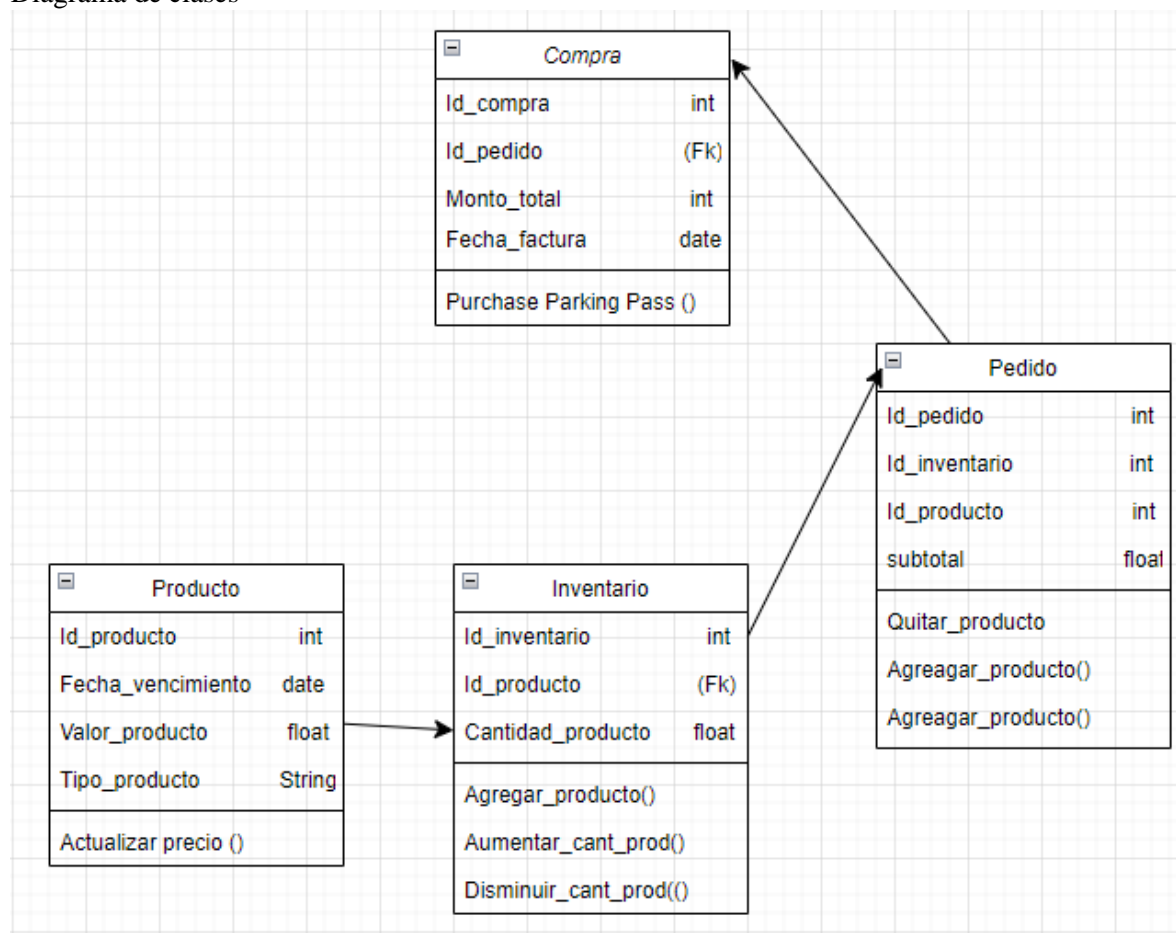 Diagrama de clases
Compra
Id_compra int
Id_pedido (Fk)
Monto_total int
Fecha_factura date
Purchase Parking Pass ()
Pedido
Id_pedido int
Id_inventario int
Id_producto int
subtotal float
Quitar_producto
Agreagar_producto()
Agreagar_producto()
Producto
Id_producto int
Fecha_vencimiento date
Valor_producto float
Tipo_producto String
Actualizar precio ()
Inventario
Id_inventario int
Id_producto (Fk)
Cantidad_producto float
Agregar_producto()
Aumentar_cant_prod()
Disminuir_cant_prod(()